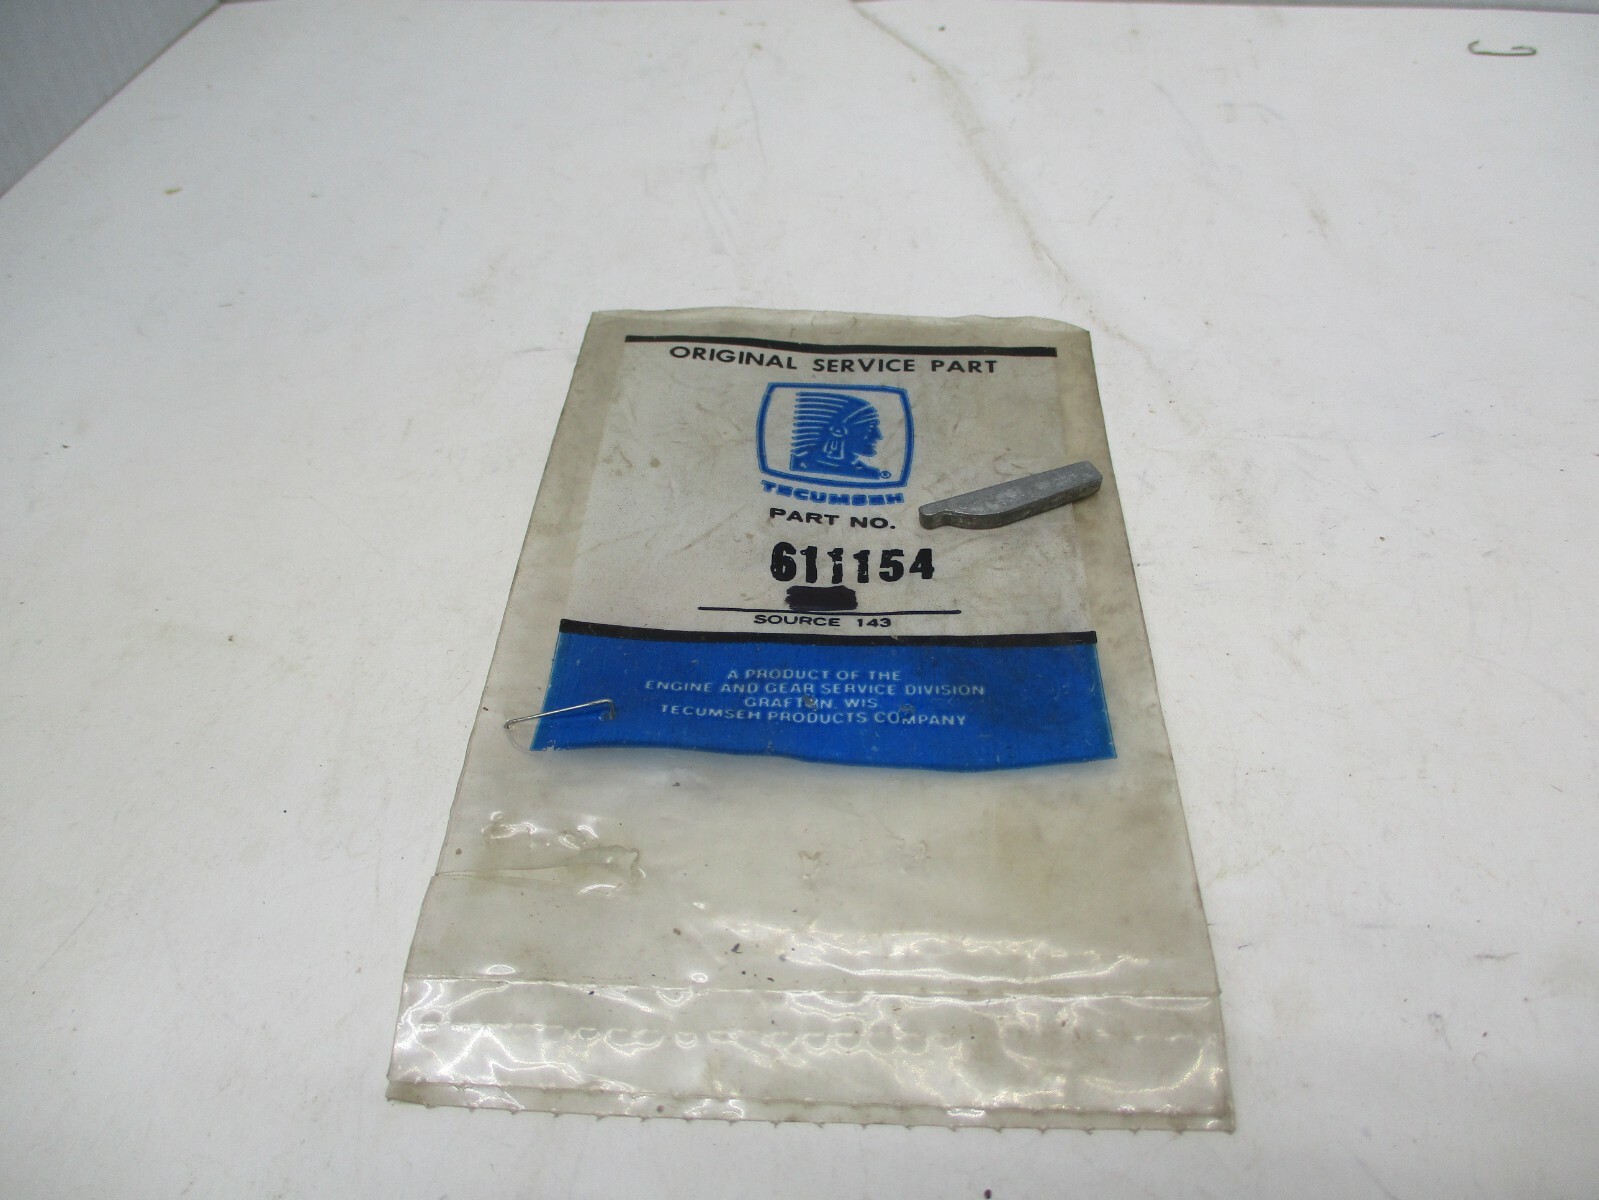 ORIGINAL SERVICE PART
®
TECUMSEH
PART NO.
611154
SOURCE 143
A PRODUCT OF THE
ENGINE AND GEAR SERVICE DIVISION
GRAFTON, WIS.
TECUMSEH PRODUCTS COMPANY